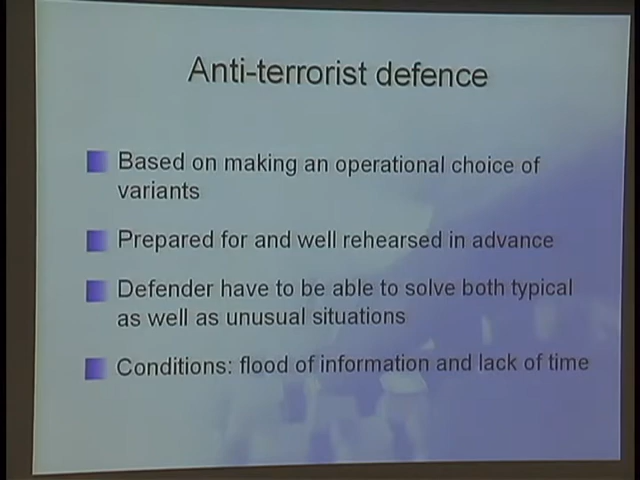 Anti-terrorist defence
Based on making an operational choice of
variants
Prepared for and well rehearsed in advance
Defender have to be able to solve both typical
as well as unusual situations
Conditions: flood of information and lack of time